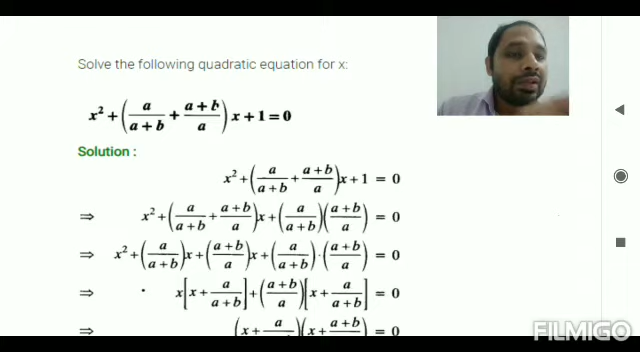 Solve the following quadratic equation for x:
x² + (a/(a+b) + (a+b)/a) x + 1 = 0
Solution :
x² + (a/(a+b) + (a+b)/a) x + 1 = 0
⇒ x² + (a/(a+b) + (a+b)/a) x + (a/(a+b)) ((a+b)/a) = 0
⇒ x² + (a/(a+b)) x + ((a+b)/a) x + (a/(a+b)) · ((a+b)/a) = 0
⇒ x[x + a/(a+b)] + ((a+b)/a) [x + a/(a+b)] = 0
⇒ (x + a/(a+b)) (x + (a+b)/a) = 0
FILMIGO